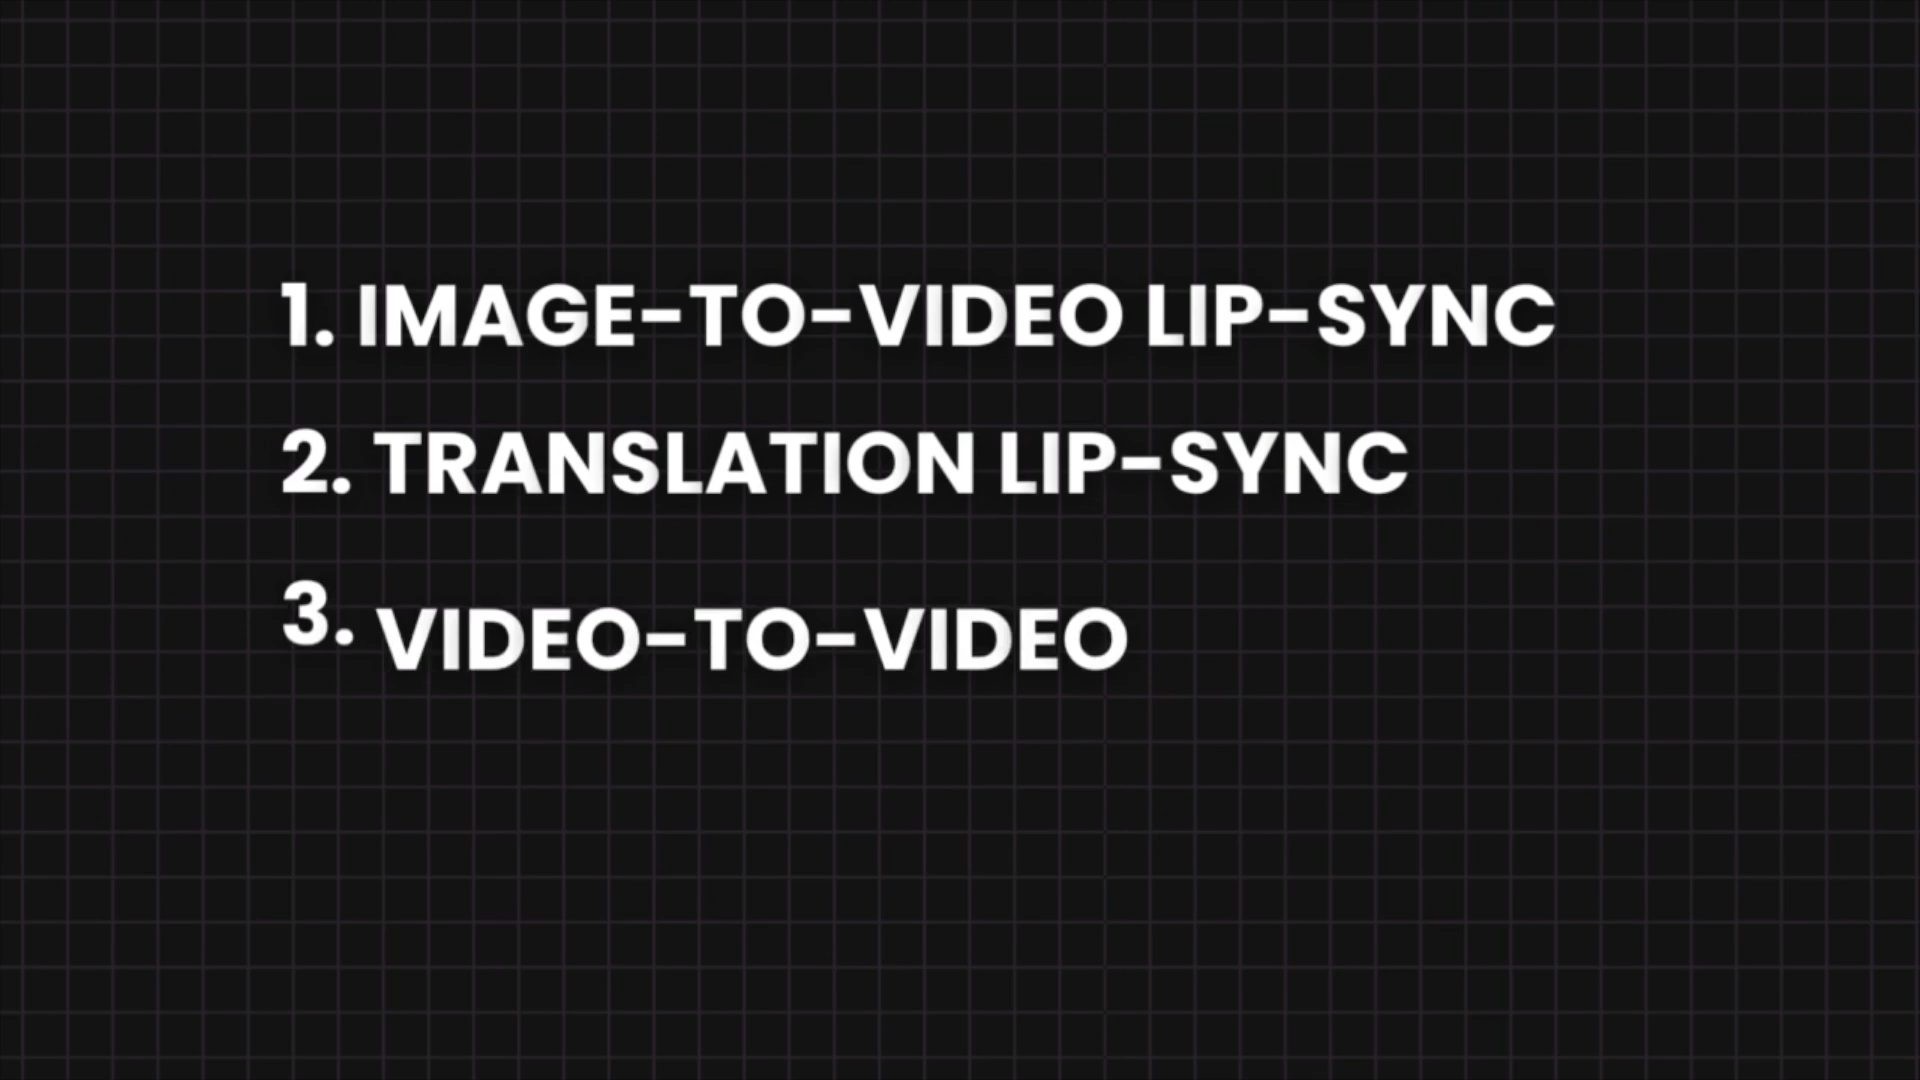 1. IMAGE-TO-VIDEO LIP-SYNC
2. TRANSLATION LIP-SYNC
3. VIDEO-TO-VIDEO